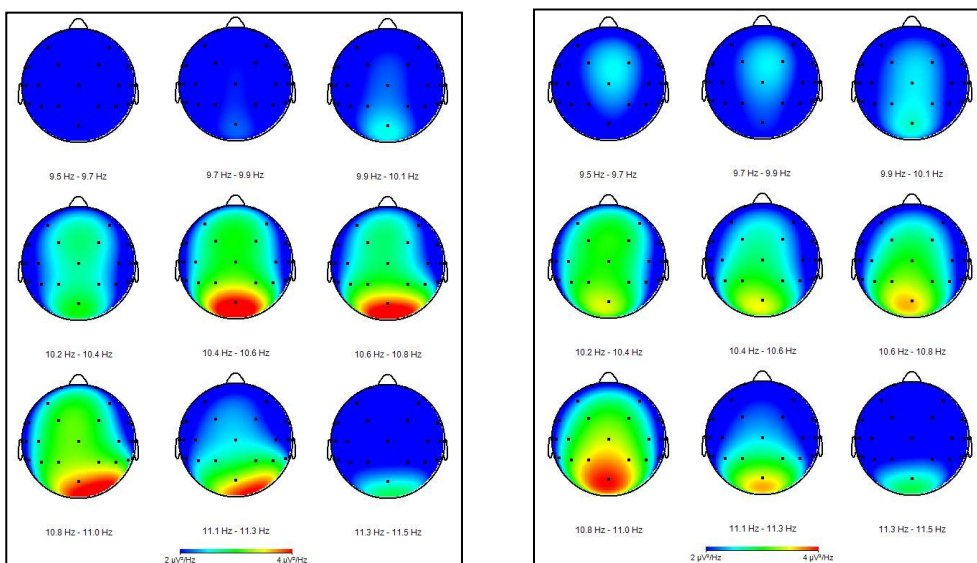 9.5 Hz - 9.7 Hz
9.7 Hz - 9.9 Hz
9.9 Hz - 10.1 Hz
10.2 Hz - 10.4 Hz
10.4 Hz - 10.6 Hz
10.6 Hz - 10.8 Hz
10.8 Hz - 11.0 Hz
11.1 Hz - 11.3 Hz
11.3 Hz - 11.5 Hz
2 µV²/Hz
4 µV²/Hz
9.5 Hz - 9.7 Hz
9.7 Hz - 9.9 Hz
9.9 Hz - 10.1 Hz
10.2 Hz - 10.4 Hz
10.4 Hz - 10.6 Hz
10.6 Hz - 10.8 Hz
10.8 Hz - 11.0 Hz
11.1 Hz - 11.3 Hz
11.3 Hz - 11.5 Hz
2 µV²/Hz
4 µV²/Hz